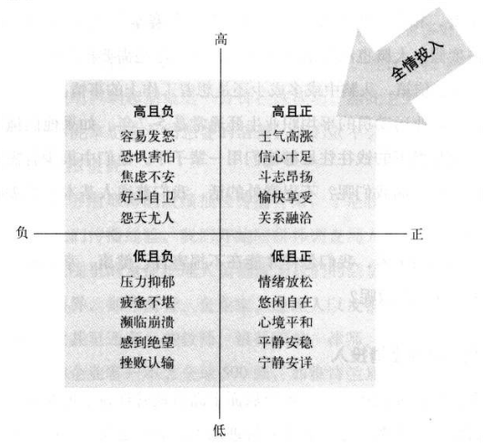 高
全情投入
高且负
容易发怒
恐惧害怕
焦虑不安
好斗自卫
怨天尤人
高且正
士气高涨
信心十足
斗志昂扬
愉快享受
关系融洽
负
正
低且负
压力抑郁
疲惫不堪
濒临崩溃
感到绝望
挫败认输
低且正
情绪放松
悠闲自在
心境平和
平静安稳
宁静安详
低